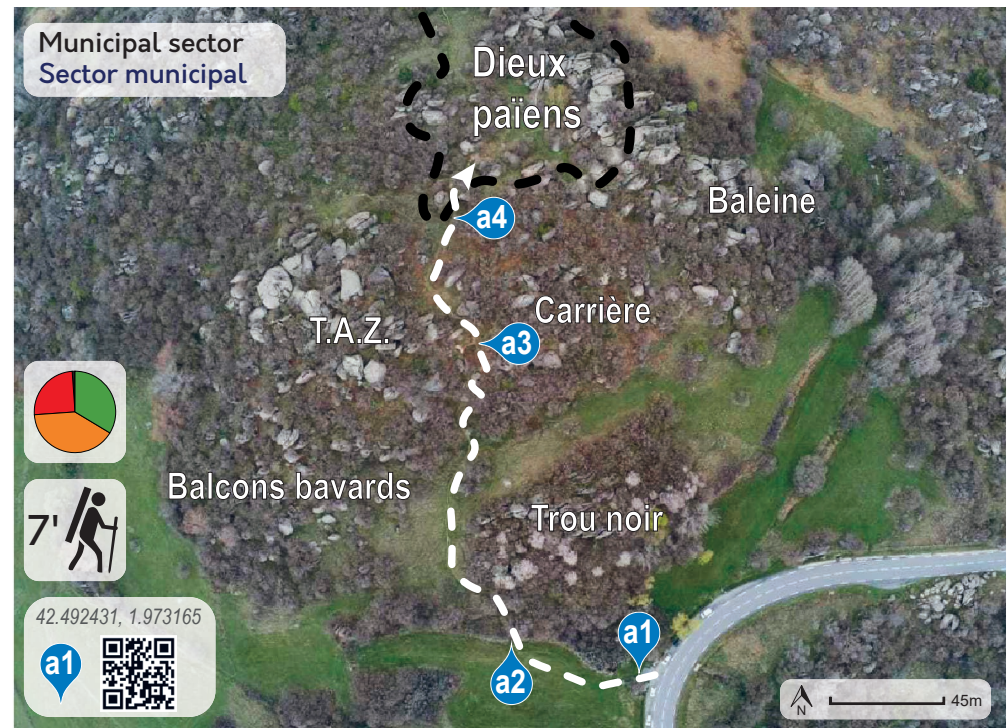 Municipal sector
Sector municipal
Dieux
païens
Baleine
a4
Carrière
T.A.Z.
a3
Balcons bavards
7'
Trou noir
42.492431, 1.973165
a1
a1
a2
N
45m